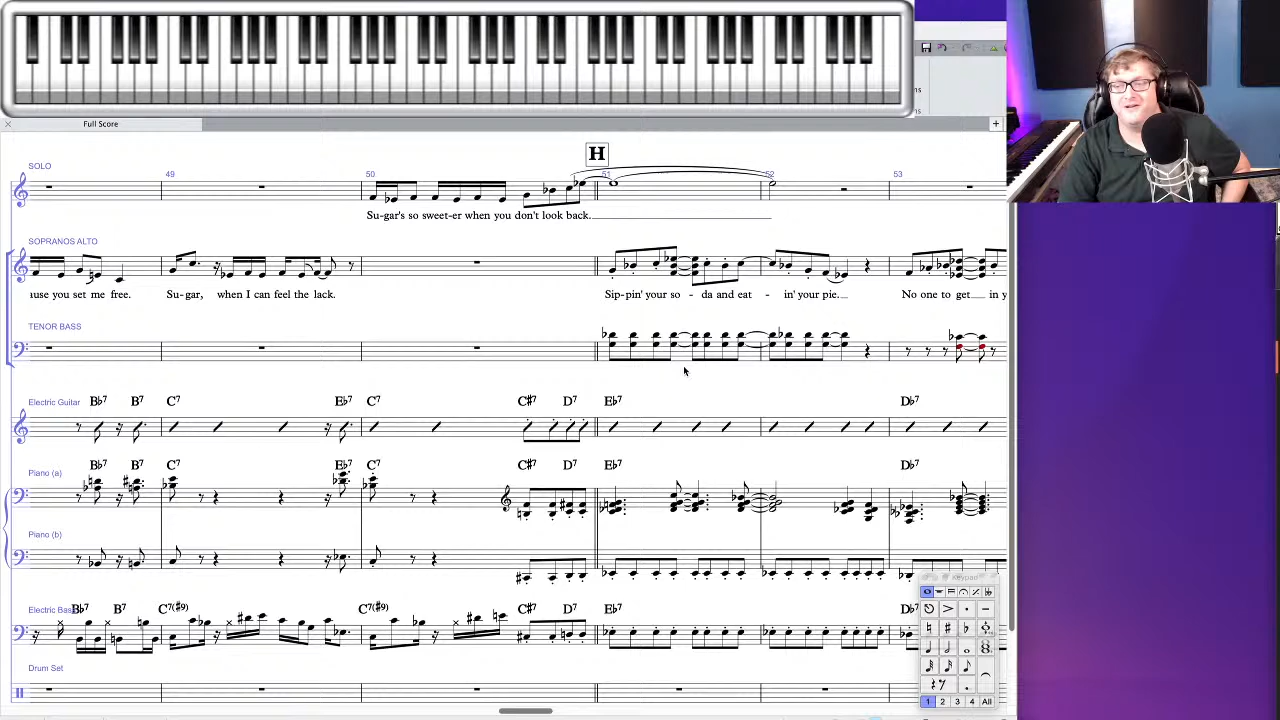 Full Score
H
SOLO
49
50
51
52
53
Su-gar's so sweet-er when you don't look back.
SOPRANOS ALTO
ause you set me free.
Su-gar, when I can feel the lack.
Sip-pin' your so - da and eat - in' your pie.
No one to get in y
TENOR BASS
Electric Guitar
B♭7 B7 C7 E♭7 C7 C♯7 D7 E♭7 D♭7
Piano (a)
B♭7 B7 C7 E♭7 C7 C♯7 D7 E♭7 D♭7
Piano (b)
Electric Bass
B♭7 B7 C7(♯9) C7(♯9) C♯7 D7 E♭7 D♭7
Drum Set
Keypad
1 2 3 4 All